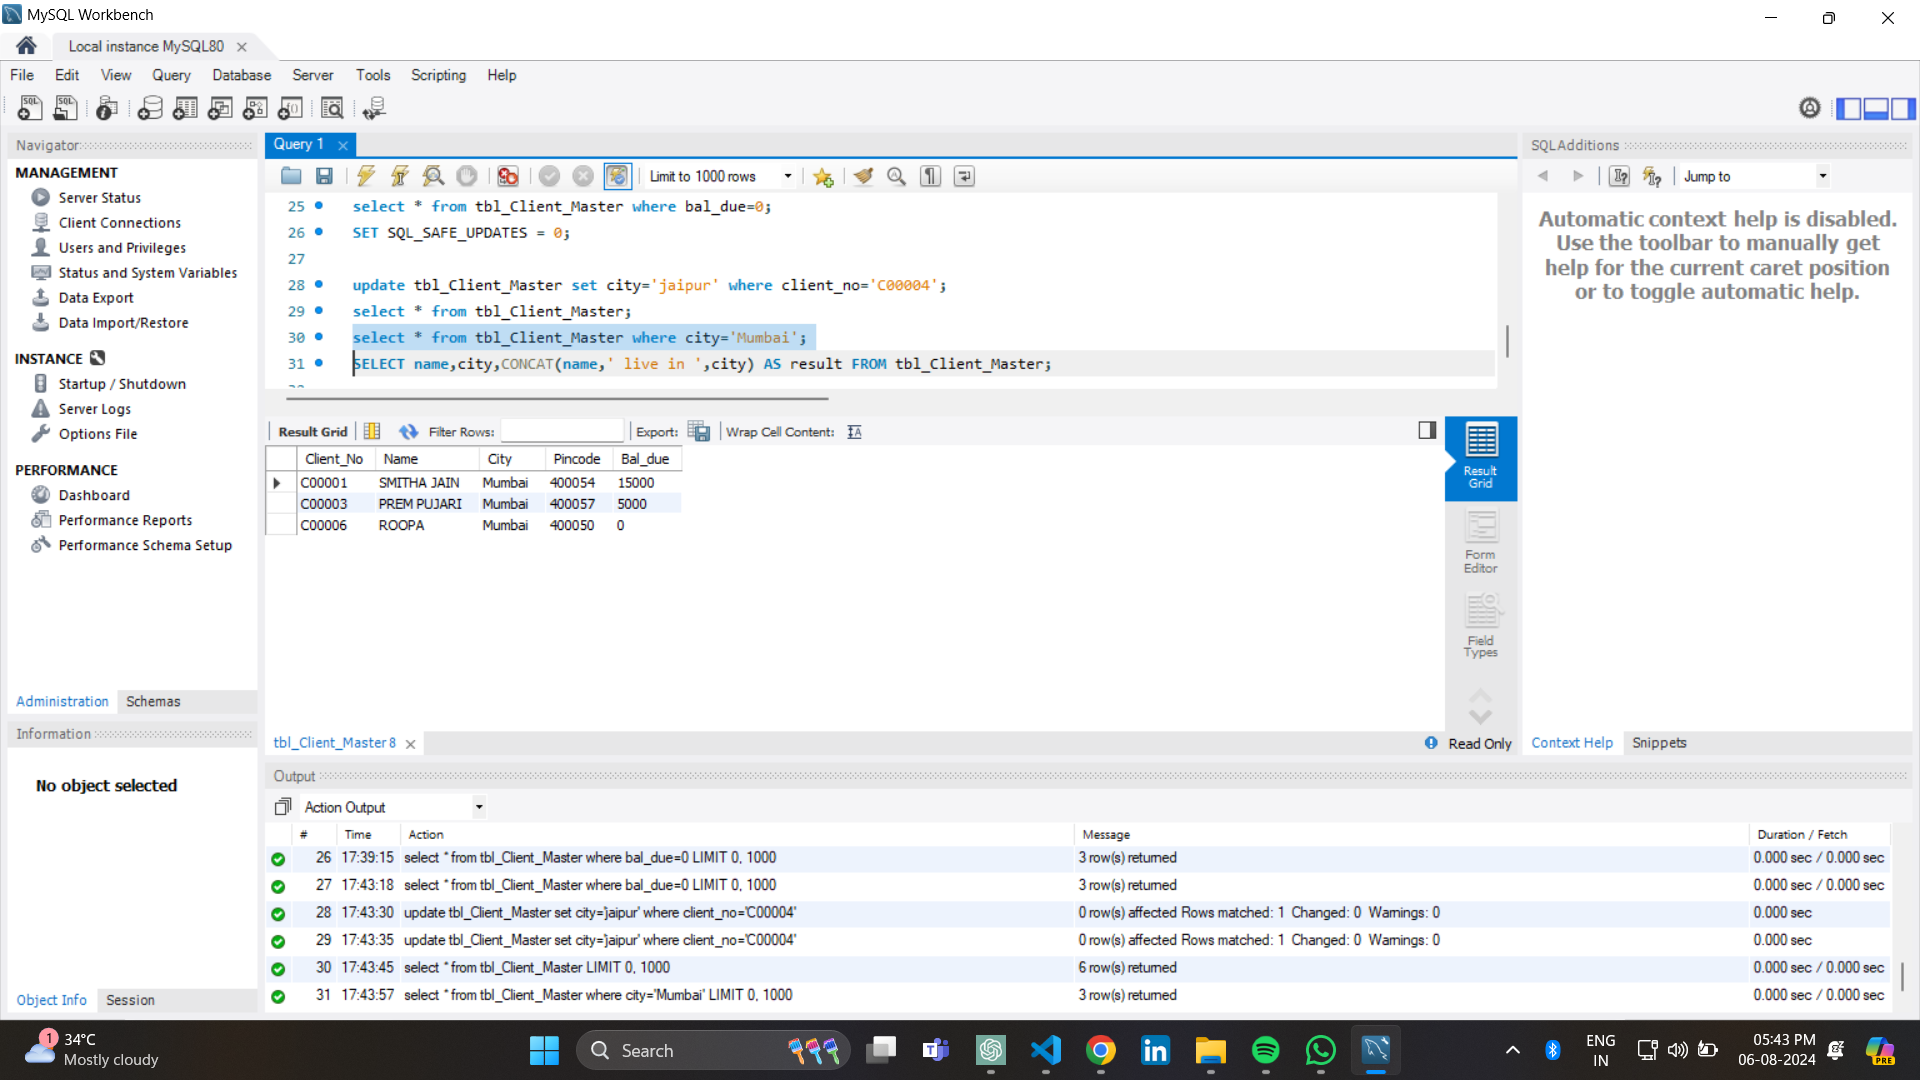 MySQL Workbench
Local instance MySQL80
File Edit View Query Database Server Tools Scripting Help
Navigator
MANAGEMENT
Server Status
Client Connections
Users and Privileges
Status and System Variables
Data Export
Data Import/Restore
INSTANCE
Startup / Shutdown
Server Logs
Options File
PERFORMANCE
Dashboard
Performance Reports
Performance Schema Setup
Administration Schemas
Information
No object selected
Object Info Session
Query 1
Limit to 1000 rows
25 select * from tbl_Client_Master where bal_due=0;
26 SET SQL_SAFE_UPDATES = 0;
27
28 update tbl_Client_Master set city='jaipur' where client_no='C00004';
29 select * from tbl_Client_Master;
30 select * from tbl_Client_Master where city='Mumbai';
31 SELECT name,city,CONCAT(name,' live in ',city) AS result FROM tbl_Client_Master;
Result Grid Filter Rows: Export: Wrap Cell Content:
Client_No Name City Pincode Bal_due
C00001 SMITHA JAIN Mumbai 400054 15000
C00003 PREM PUJARI Mumbai 400057 5000
C00006 ROOPA Mumbai 400050 0
Result
Grid
Form
Editor
Field
Types
tbl_Client_Master 8
Read Only
SQLAdditions
Jump to
Automatic context help is disabled.
Use the toolbar to manually get
help for the current caret position
or to toggle automatic help.
Context Help Snippets
Output
Action Output
# Time Action Message Duration / Fetch
26 17:39:15 select * from tbl_Client_Master where bal_due=0 LIMIT 0, 1000 3 row(s) returned 0.000 sec / 0.000 sec
27 17:43:18 select * from tbl_Client_Master where bal_due=0 LIMIT 0, 1000 3 row(s) returned 0.000 sec / 0.000 sec
28 17:43:30 update tbl_Client_Master set city='jaipur' where client_no='C00004' 0 row(s) affected Rows matched: 1 Changed: 0 Warnings: 0 0.000 sec
29 17:43:35 update tbl_Client_Master set city='jaipur' where client_no='C00004' 0 row(s) affected Rows matched: 1 Changed: 0 Warnings: 0 0.000 sec
30 17:43:45 select * from tbl_Client_Master LIMIT 0, 1000 6 row(s) returned 0.000 sec / 0.000 sec
31 17:43:57 select * from tbl_Client_Master where city='Mumbai' LIMIT 0, 1000 3 row(s) returned 0.000 sec / 0.000 sec
1
34°C
Mostly cloudy
Search
ENG
IN
05:43 PM
06-08-2024
PRE